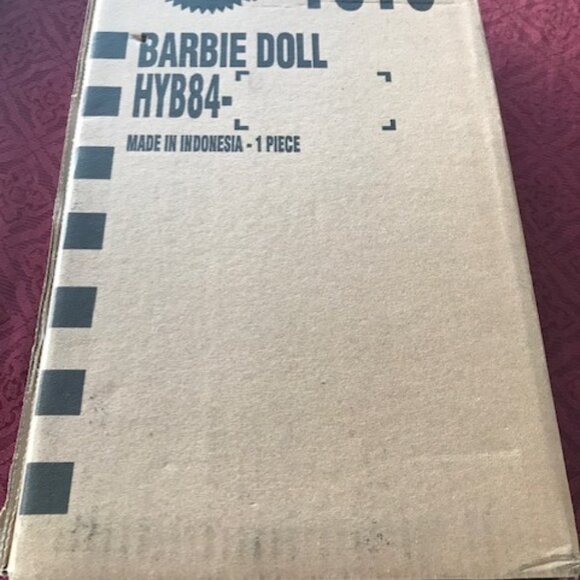 BARBIE DOLL
HYB84-
MADE IN INDONESIA - 1 PIECE